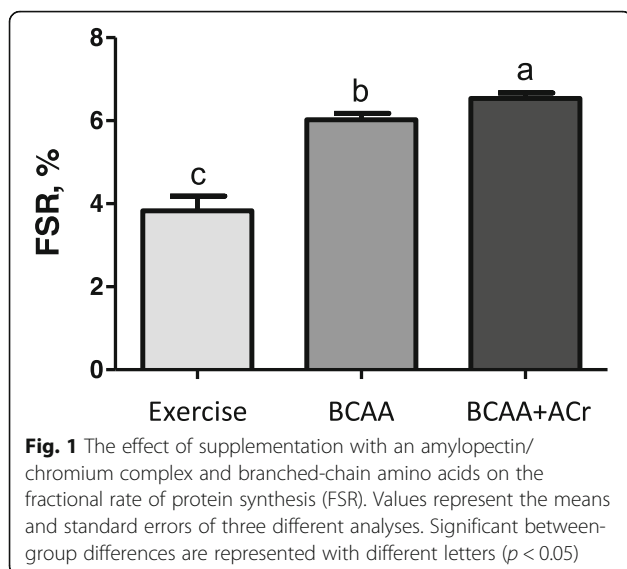 8
6
4
2
0
FSR, %
c
b
a
Exercise
BCAA
BCAA+ACr
Fig. 1 The effect of supplementation with an amylopectin/
chromium complex and branched-chain amino acids on the
fractional rate of protein synthesis (FSR). Values represent the means
and standard errors of three different analyses. Significant between-
group differences are represented with different letters (p < 0.05)